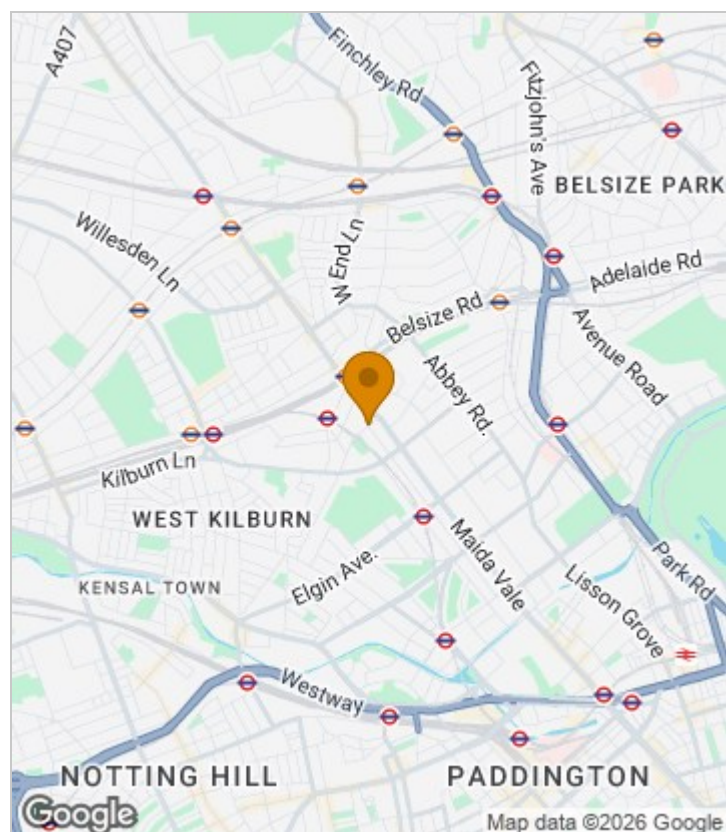 A407
Finchley Rd
Fitzjohn's Ave
BELSIZE PARK
Willesden Ln
W End Ln
Adelaide Rd
Belsize Rd
Avenue Road
Abbey Rd.
Kilburn Ln
WEST KILBURN
Maida Vale
Elgin Ave.
KENSAL TOWN
Lisson Grove
Park Rd
Westway
NOTTING HILL
PADDINGTON
Google
Map data ©2026 Google